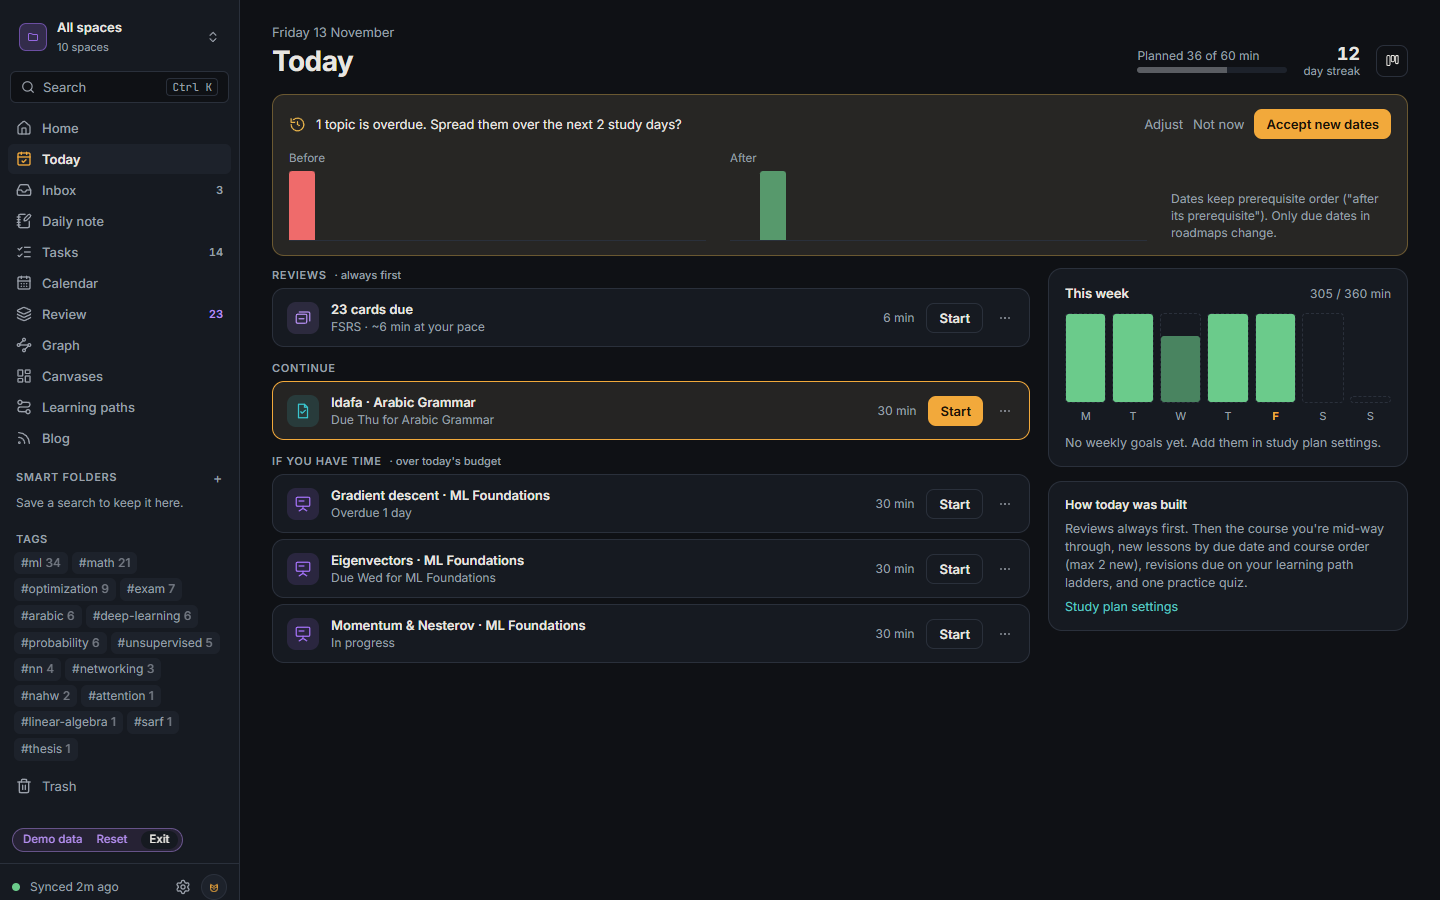 All spaces
10 spaces
Search
Ctrl K
Home
Today
Inbox 3
Daily note
Tasks 14
Calendar
Review 23
Graph
Canvases
Learning paths
Blog
SMART FOLDERS +
Save a search to keep it here.
TAGS
#ml 34 #math 21
#optimization 9 #exam 7
#arabic 6 #deep-learning 6
#probability 6 #unsupervised 5
#nn 4 #networking 3
#nahw 2 #attention 1
#linear-algebra 1 #sarf 1
#thesis 1
Trash
Demo data Reset Exit
Synced 2m ago
Friday 13 November
Today
Planned 36 of 60 min
12
day streak
1 topic is overdue. Spread them over the next 2 study days?
Adjust Not now Accept new dates
Before
After
Dates keep prerequisite order ("after
its prerequisite"). Only due dates in
roadmaps change.
REVIEWS · always first
23 cards due
FSRS · ~6 min at your pace
6 min Start
CONTINUE
Idafa · Arabic Grammar
Due Thu for Arabic Grammar
30 min Start
IF YOU HAVE TIME · over today's budget
Gradient descent · ML Foundations
Overdue 1 day
30 min Start
Eigenvectors · ML Foundations
Due Wed for ML Foundations
30 min Start
Momentum & Nesterov · ML Foundations
In progress
30 min Start
This week
305 / 360 min
M T W T F S S
No weekly goals yet. Add them in study plan settings.
How today was built
Reviews always first. Then the course you're mid-way
through, new lessons by due date and course order
(max 2 new), revisions due on your learning path
ladders, and one practice quiz.
Study plan settings